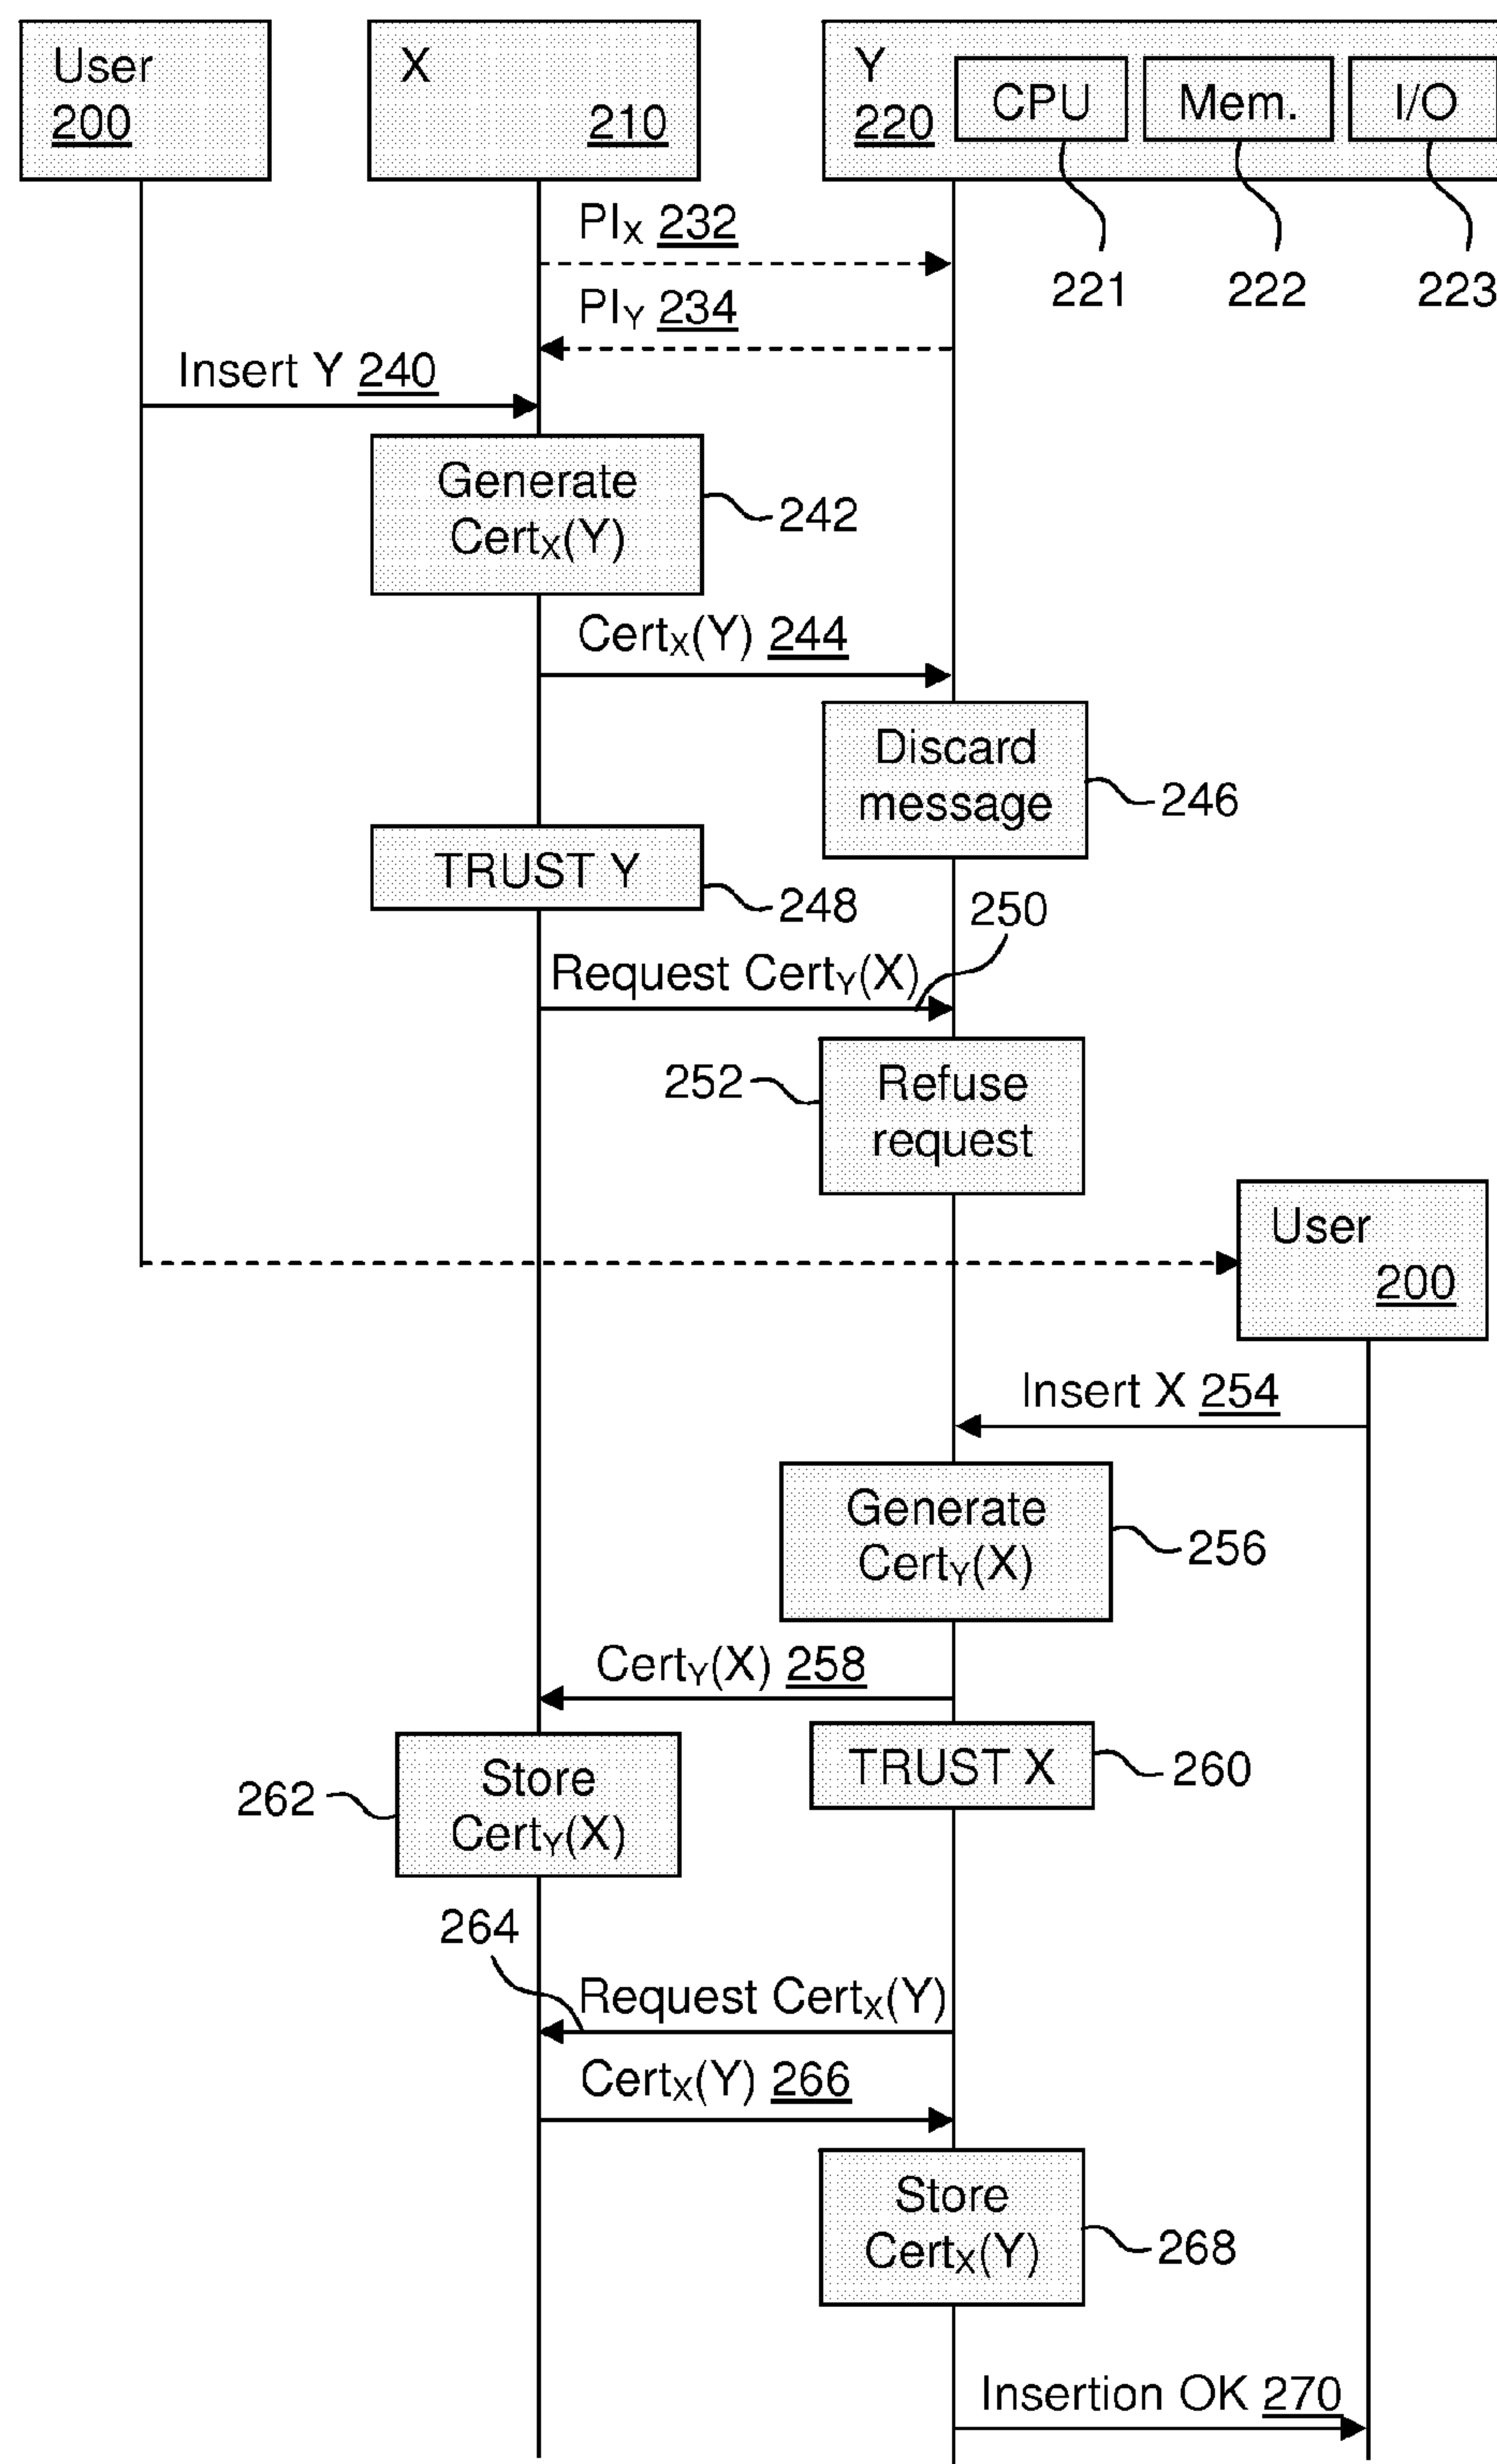 User
200
X
210
Y
220
CPU
Mem.
I/O
221
222
223
PIX 232
PIY 234
Insert Y 240
Generate
CertX(Y)
242
CertX(Y) 244
Discard
message
246
TRUST Y
248
250
Request CertY(X)
252
Refuse
request
User
200
Insert X 254
Generate
CertY(X)
256
CertY(X) 258
TRUST X
260
262
Store
CertY(X)
264
Request CertX(Y)
CertX(Y) 266
Store
CertX(Y)
268
Insertion OK 270